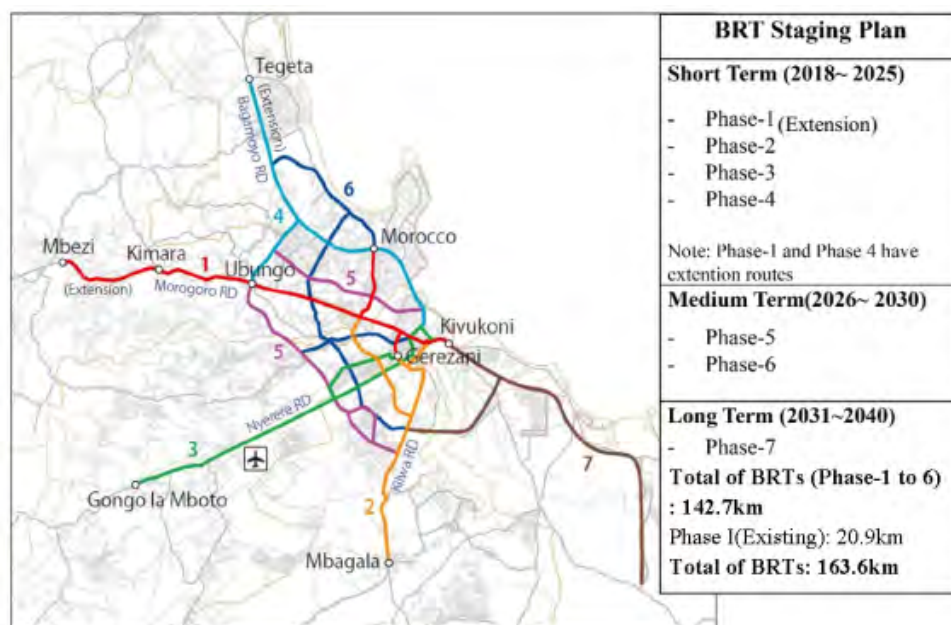 Tegeta
(Extension)
Bagamoyo RD
6
4
Morocco
Mbezi
Kimara
1
Ubungo
(Extension)
Morogoro RD
5
Kivukoni
Gerezani
5
Nyerere RD
3
7
Gongo la Mboto
Kilwa RD
2
Mbagala
BRT Staging Plan
Short Term (2018~ 2025)
- Phase-1 (Extension)
- Phase-2
- Phase-3
- Phase-4
Note: Phase-1 and Phase 4 have
extention routes
Medium Term(2026~ 2030)
- Phase-5
- Phase-6
Long Term (2031~2040)
- Phase-7
Total of BRTs (Phase-1 to 6)
: 142.7km
Phase I(Existing): 20.9km
Total of BRTs: 163.6km